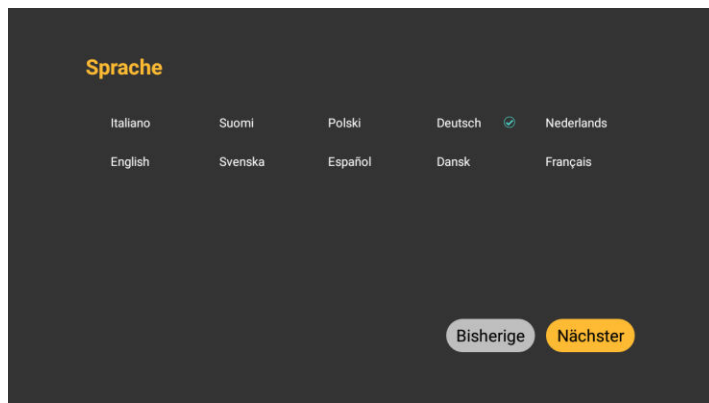 Sprache
Italiano Suomi Polski Deutsch Nederlands
English Svenska Español Dansk Français
Bisherige Nächster